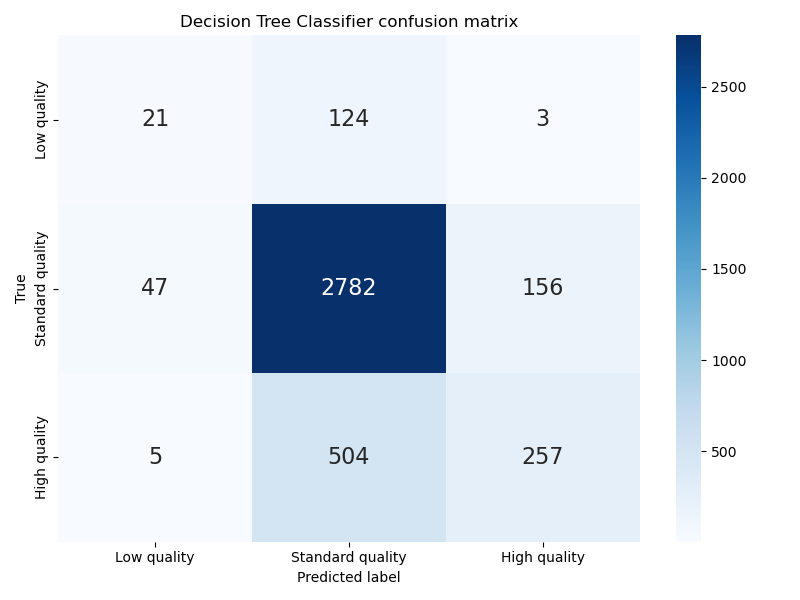 Decision Tree Classifier confusion matrix
Low quality
21
124
3
2500
2000
True
Standard quality
47
2782
156
1500
1000
High quality
5
504
257
500
Low quality
Standard quality
High quality
Predicted label